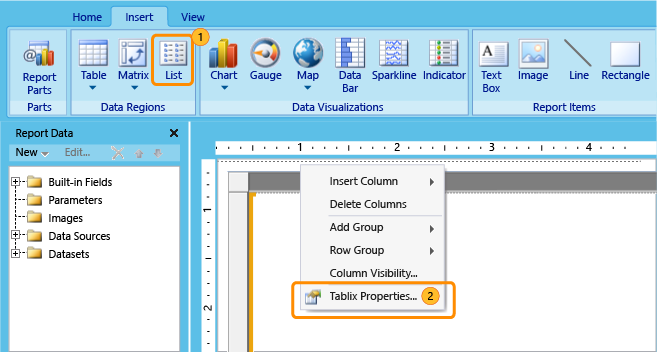 Home Insert View
1
Report Parts
Table
Matrix
List
Chart
Gauge
Map
Data Bar
Sparkline
Indicator
Text Box
Image
Line
Rectangle
Parts
Data Regions
Data Visualizations
Report Items
Report Data
New Edit...
Built-in Fields
Parameters
Images
Data Sources
Datasets
1 2 3 4
1
2
Insert Column
Delete Columns
Add Group
Row Group
Column Visibility...
Tablix Properties... 2